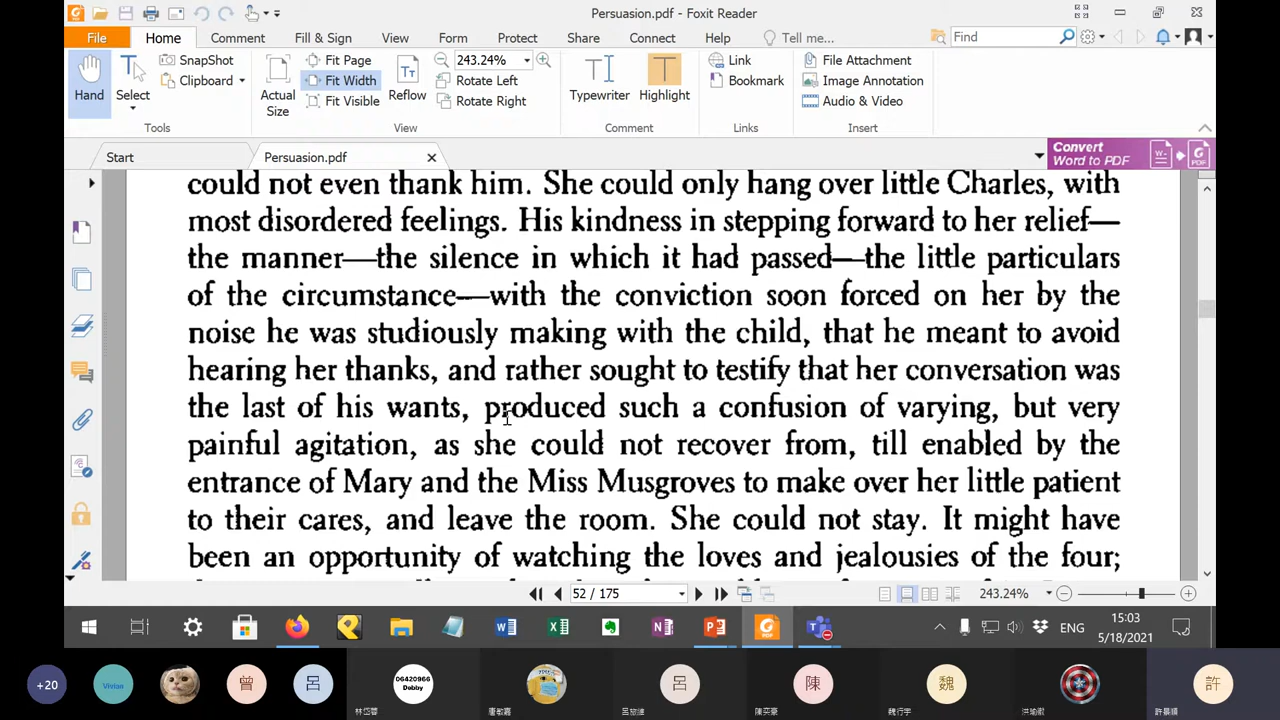 Persuasion.pdf - Foxit Reader
File Home Comment Fill & Sign View Form Protect Share Connect Help Tell me... Find
Hand
Select
SnapShot
Clipboard
Tools
Actual Size
Fit Page
Fit Width
Fit Visible
Reflow
243.24%
Rotate Left
Rotate Right
View
Typewriter
Highlight
Comment
Link
Bookmark
Links
File Attachment
Image Annotation
Audio & Video
Insert
Start
Persuasion.pdf
Convert
Word to PDF
could not even thank him. She could only hang over little Charles, with
most disordered feelings. His kindness in stepping forward to her relief—
the manner—the silence in which it had passed—the little particulars
of the circumstance—with the conviction soon forced on her by the
noise he was studiously making with the child, that he meant to avoid
hearing her thanks, and rather sought to testify that her conversation was
the last of his wants, produced such a confusion of varying, but very
painful agitation, as she could not recover from, till enabled by the
entrance of Mary and the Miss Musgroves to make over her little patient
to their cares, and leave the room. She could not stay. It might have
been an opportunity of watching the loves and jealousies of the four;
52 / 175
243.24%
ENG
15:03
5/18/2021
+20
Vivian
曾
呂
D6420966
Dobby
呂
陳
魏
許